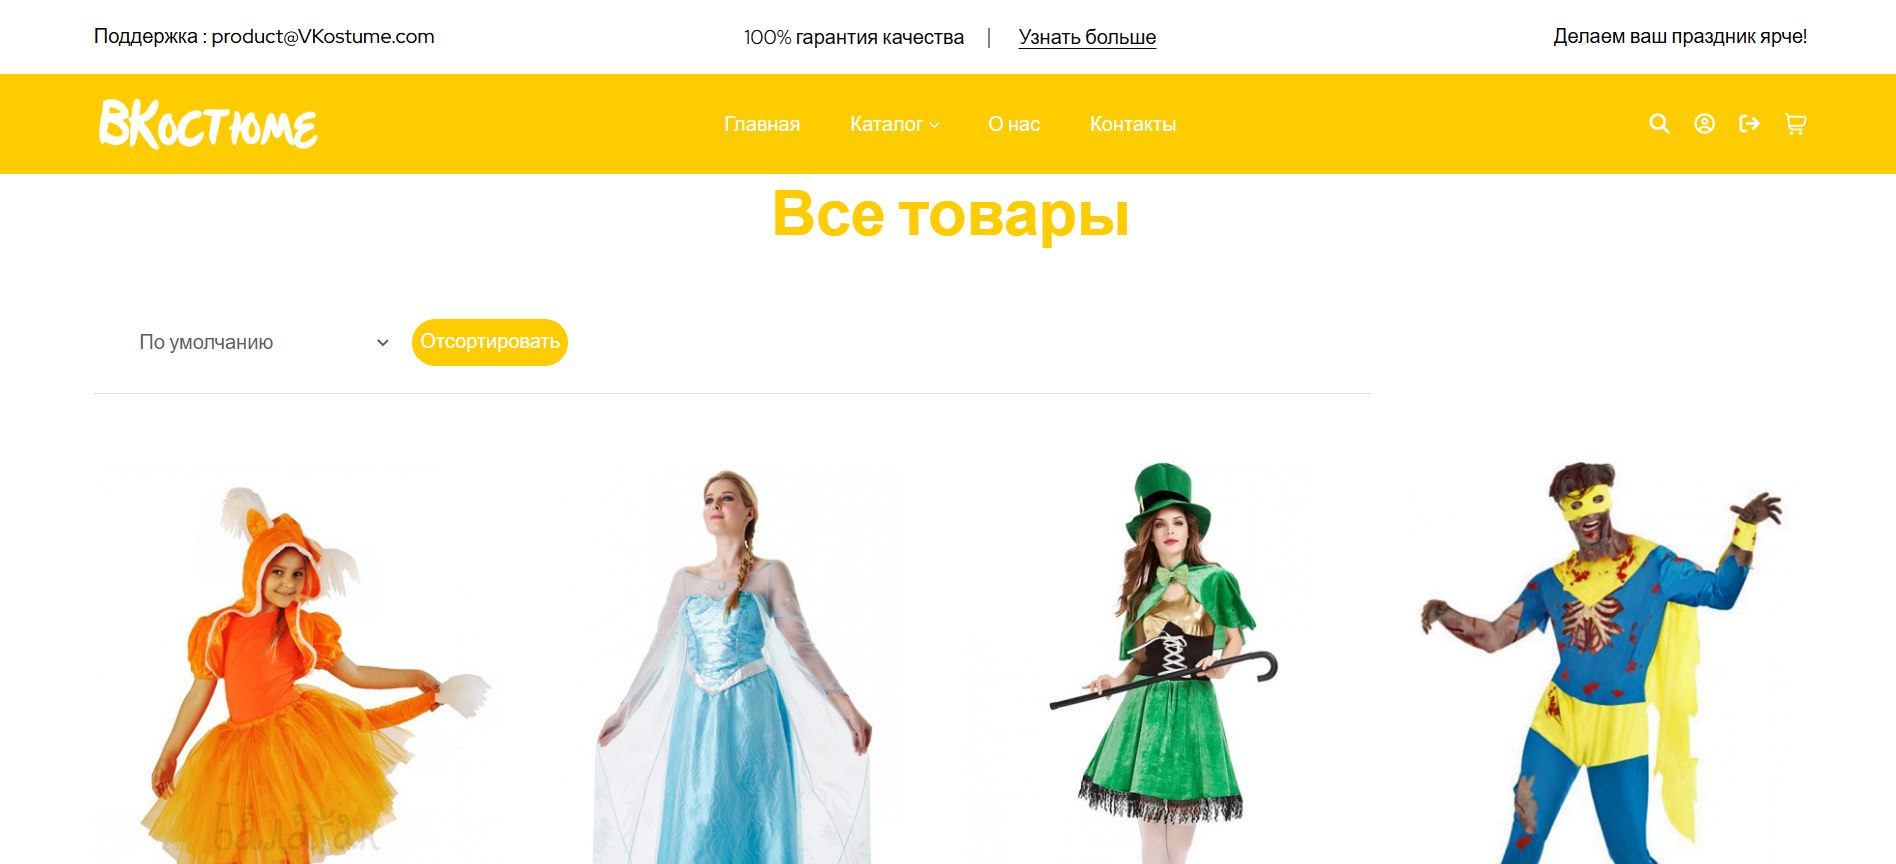 Поддержка : product@VKostume.com
100% гарантия качества | Узнать больше
Делаем ваш праздник ярче!
ВКостюме
Главная
Каталог
О нас
Контакты
Все товары
По умолчанию
Отсортировать
Балаган